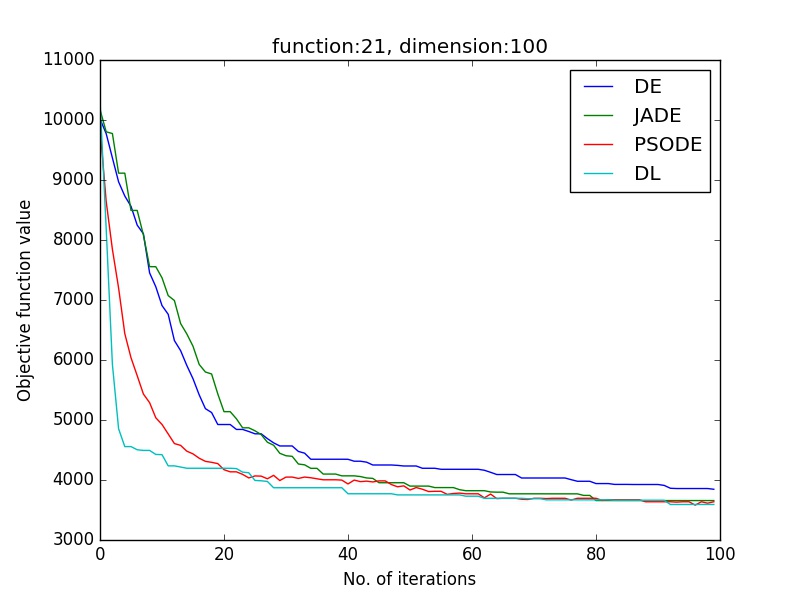 function:21, dimension:100
11000
10000
9000
8000
7000
6000
5000
4000
3000
Objective function value
DE
JADE
PSODE
DL
0 20 40 60 80 100
No. of iterations